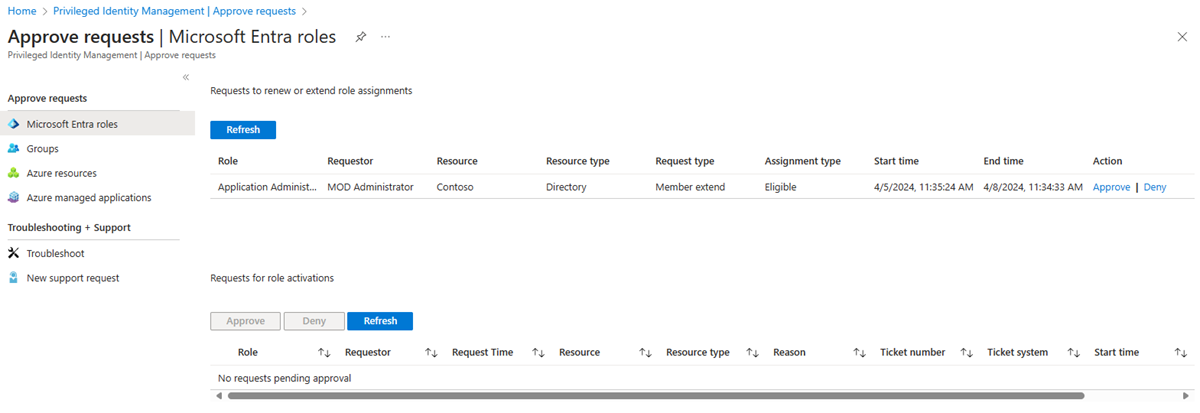 Home > Privileged Identity Management | Approve requests >
Approve requests | Microsoft Entra roles ...
Privileged Identity Management | Approve requests
«
Approve requests
Microsoft Entra roles
Groups
Azure resources
Azure managed applications
Troubleshooting + Support
Troubleshoot
New support request
Requests to renew or extend role assignments
Refresh
Role Requestor Resource Resource type Request type Assignment type Start time End time Action
Application Administ... MOD Administrator Contoso Directory Member extend Eligible 4/5/2024, 11:35:24 AM 4/8/2024, 11:34:33 AM Approve | Deny
Requests for role activations
Approve Deny Refresh
Role Requestor Request Time Resource Resource type Reason Ticket number Ticket system Start time
No requests pending approval